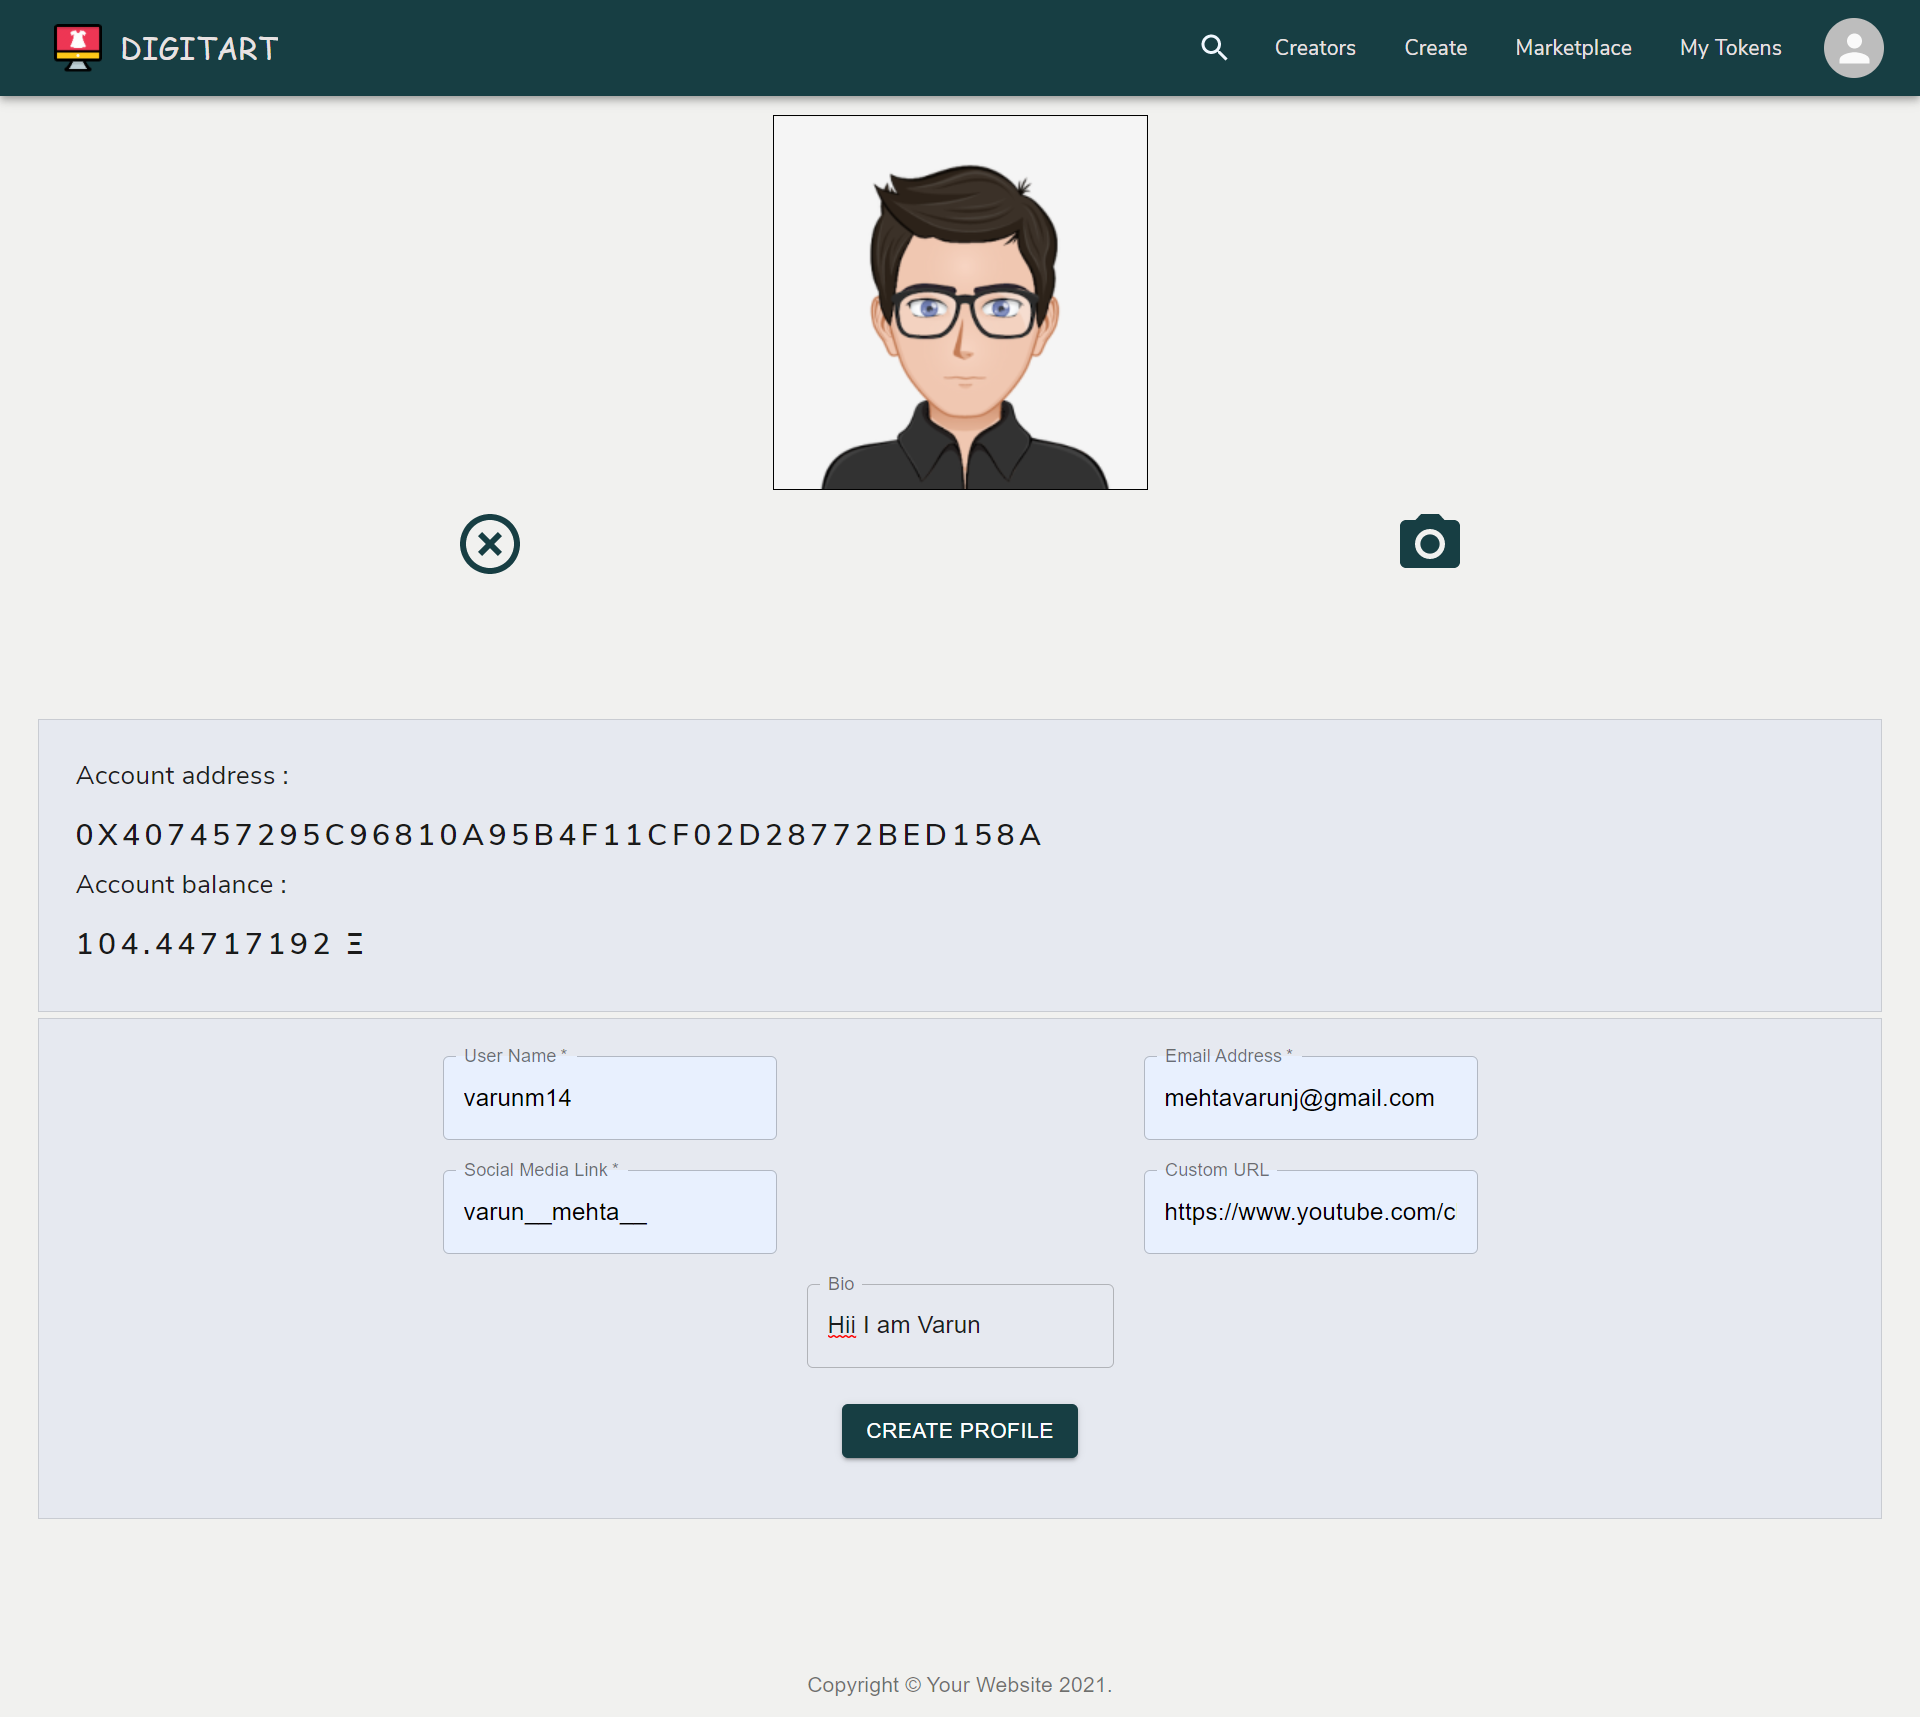 DIGITART
Creators Create Marketplace My Tokens
Account address :
0X407457295C96810A95B4F11CF02D28772BED158A
Account balance :
104.44717192 Ξ
User Name *
varunm14
Email Address *
mehtavarunj@gmail.com
Social Media Link *
varun__mehta__
Custom URL
https://www.youtube.com/c
Bio
Hii I am Varun
CREATE PROFILE
Copyright © Your Website 2021.